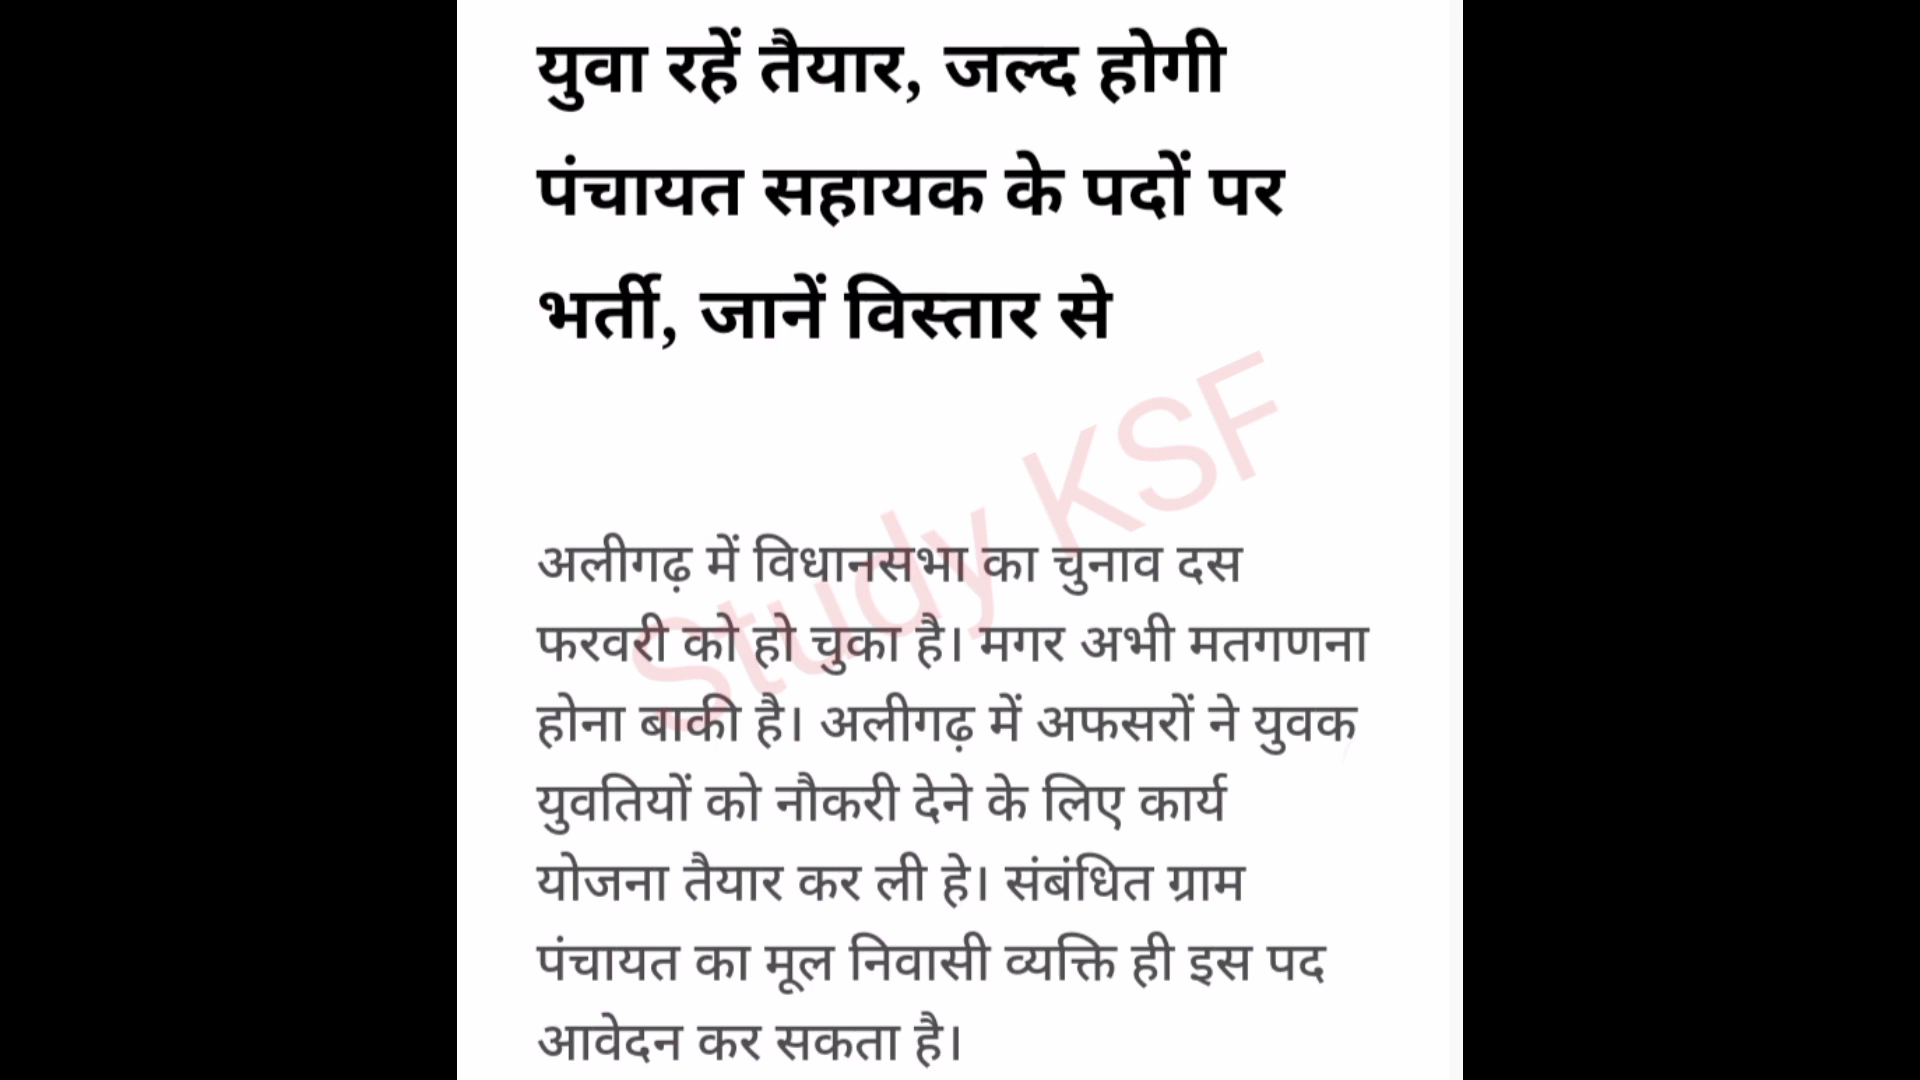 युवा रहें तैयार, जल्द होगी
पंचायत सहायक के पदों पर
भर्ती, जानें विस्तार से
Study KSF
अलीगढ़ में विधानसभा का चुनाव दस
फरवरी को हो चुका है। मगर अभी मतगणना
होना बाकी है। अलीगढ़ में अफसरों ने युवक
युवतियों को नौकरी देने के लिए कार्य
योजना तैयार कर ली हे। संबंधित ग्राम
पंचायत का मूल निवासी व्यक्ति ही इस पद
आवेदन कर सकता है।